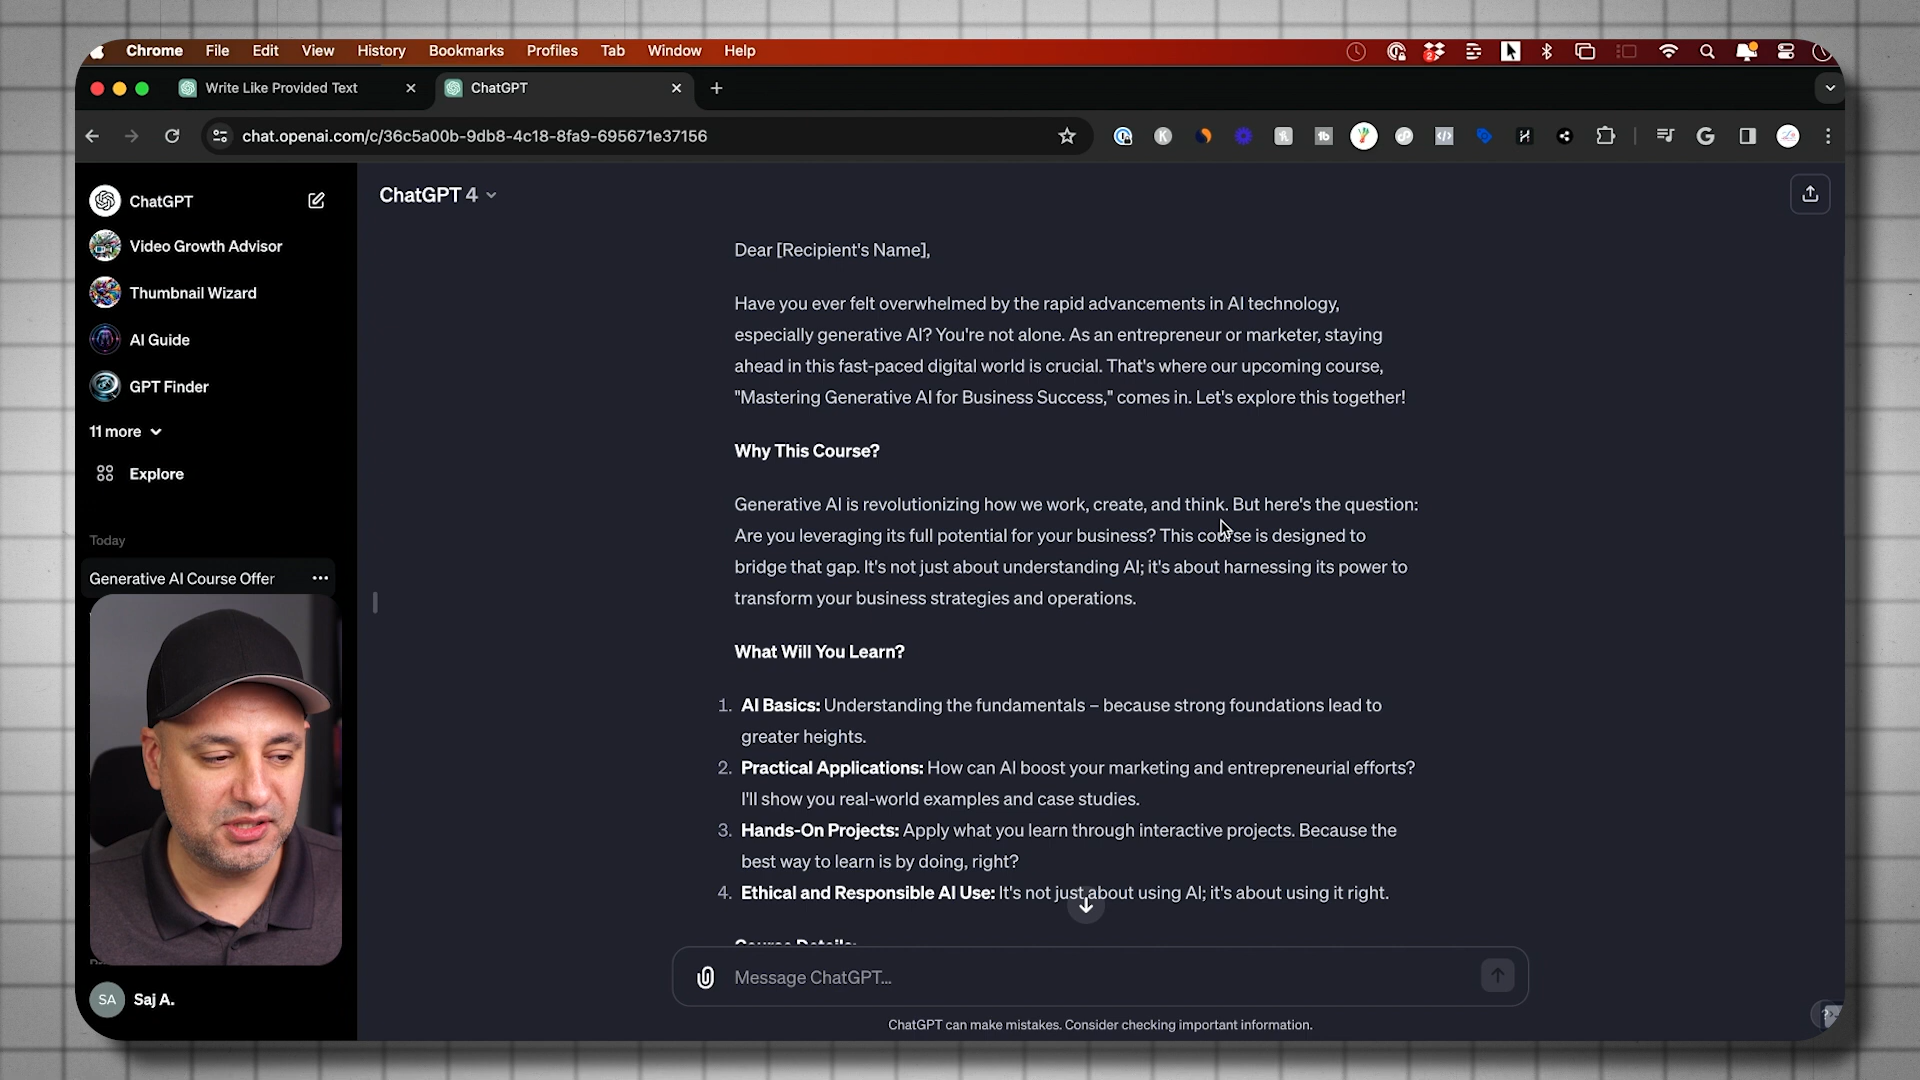 Chrome File Edit View History Bookmarks Profiles Tab Window Help
Write Like Provided Text
ChatGPT
chat.openai.com/c/36c5a00b-9db8-4c18-8fa9-695671e37156
ChatGPT
Video Growth Advisor
Thumbnail Wizard
AI Guide
GPT Finder
11 more
Explore
Today
Generative AI Course Offer
SA
Saj A.
ChatGPT 4
Dear [Recipient's Name],
Have you ever felt overwhelmed by the rapid advancements in AI technology,
especially generative AI? You're not alone. As an entrepreneur or marketer, staying
ahead in this fast-paced digital world is crucial. That's where our upcoming course,
"Mastering Generative AI for Business Success," comes in. Let's explore this together!
Why This Course?
Generative AI is revolutionizing how we work, create, and think. But here's the question:
Are you leveraging its full potential for your business? This course is designed to
bridge that gap. It's not just about understanding AI; it's about harnessing its power to
transform your business strategies and operations.
What Will You Learn?
1. AI Basics: Understanding the fundamentals – because strong foundations lead to
greater heights.
2. Practical Applications: How can AI boost your marketing and entrepreneurial efforts?
I'll show you real-world examples and case studies.
3. Hands-On Projects: Apply what you learn through interactive projects. Because the
best way to learn is by doing, right?
4. Ethical and Responsible AI Use: It's not just about using AI; it's about using it right.
Course Details:
Message ChatGPT...
ChatGPT can make mistakes. Consider checking important information.
?